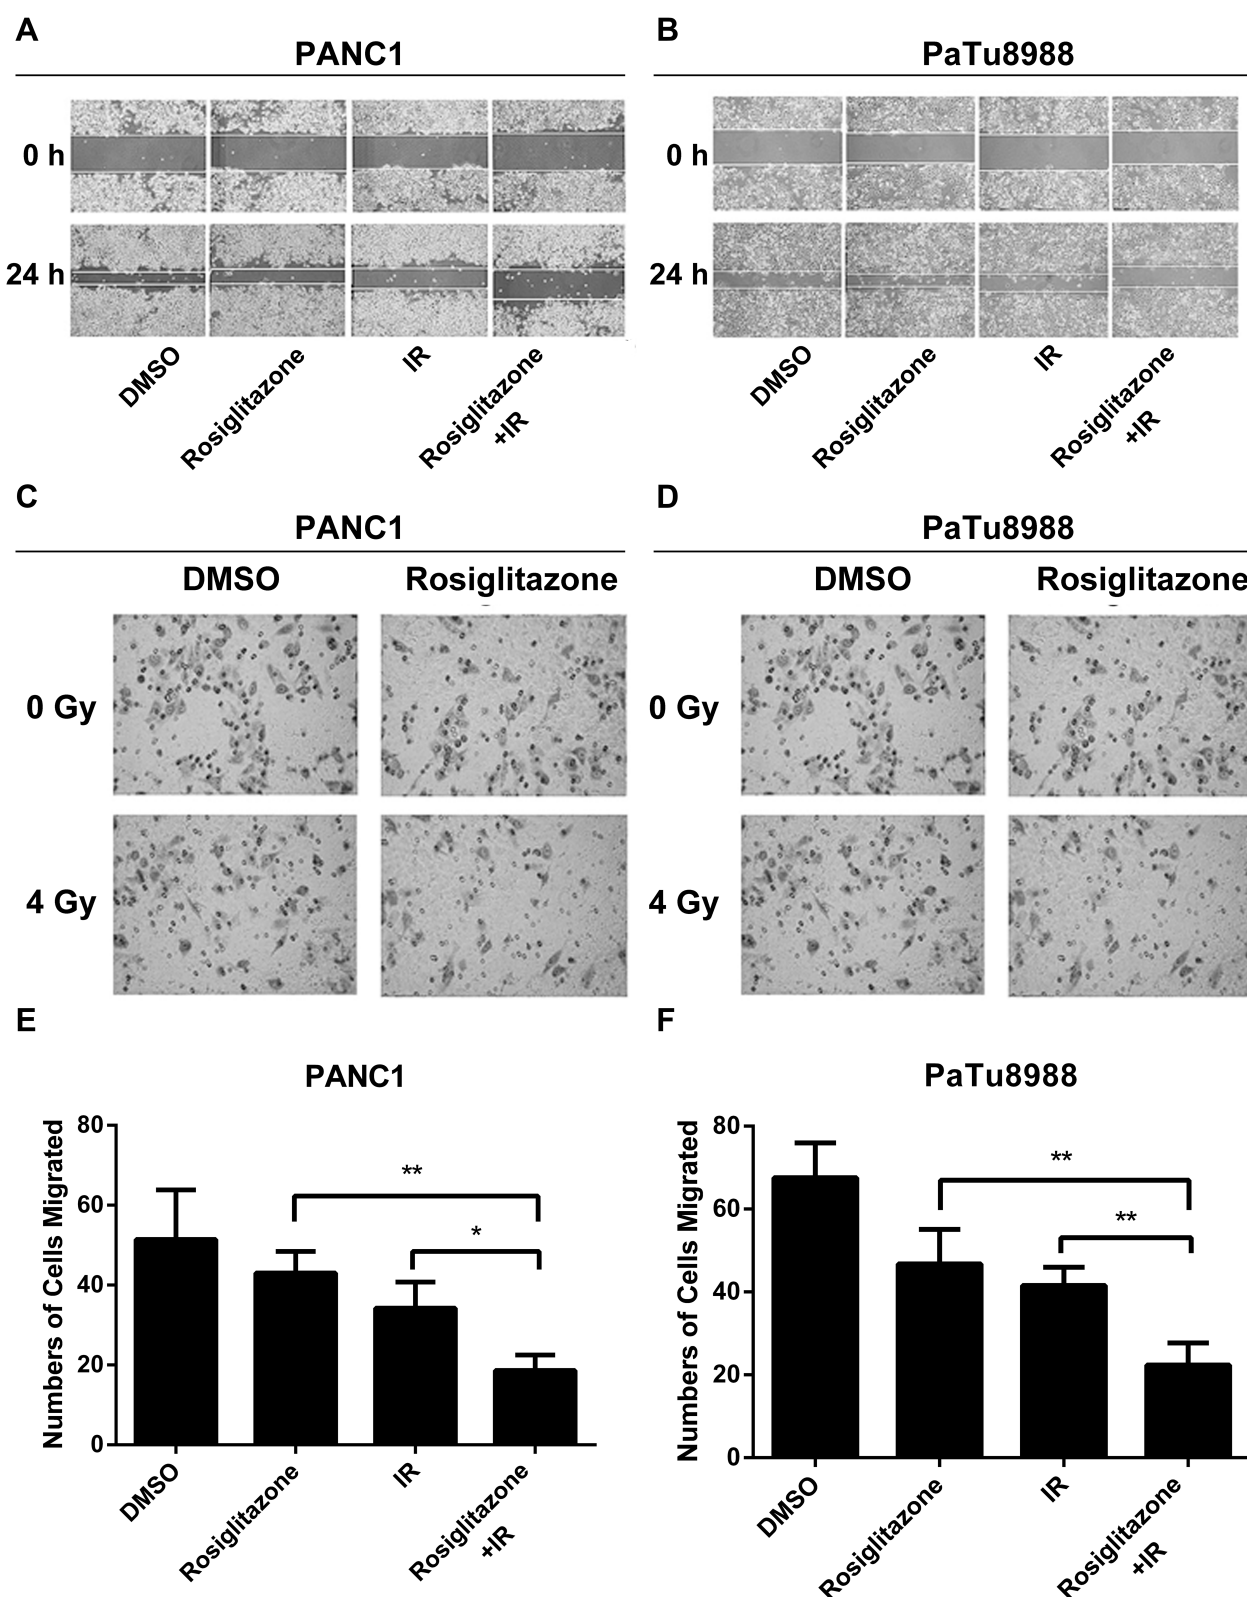 A
PANC1
0 h
24 h
DMSO
Rosiglitazone
IR
Rosiglitazone
+IR
B
PaTu8988
0 h
24 h
DMSO
Rosiglitazone
IR
Rosiglitazone
+IR
C
PANC1
DMSO Rosiglitazone
0 Gy
4 Gy
D
PaTu8988
DMSO Rosiglitazone
0 Gy
4 Gy
E
PANC1
Numbers of Cells Migrated
80
60
40
20
0
**
*
DMSO
Rosiglitazone
IR
Rosiglitazone
+IR
F
PaTu8988
Numbers of Cells Migrated
80
60
40
20
0
**
**
DMSO
Rosiglitazone
IR
Rosiglitazone
+IR